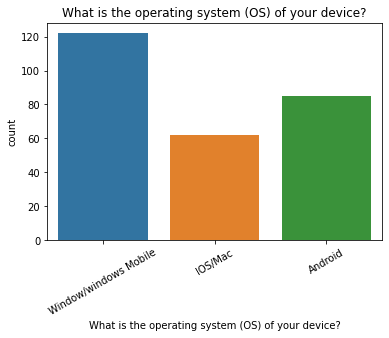 What is the operating system (OS) of your device?
120
100
80
60
40
20
0
count
Window/windows Mobile
IOS/Mac
Android
What is the operating system (OS) of your device?